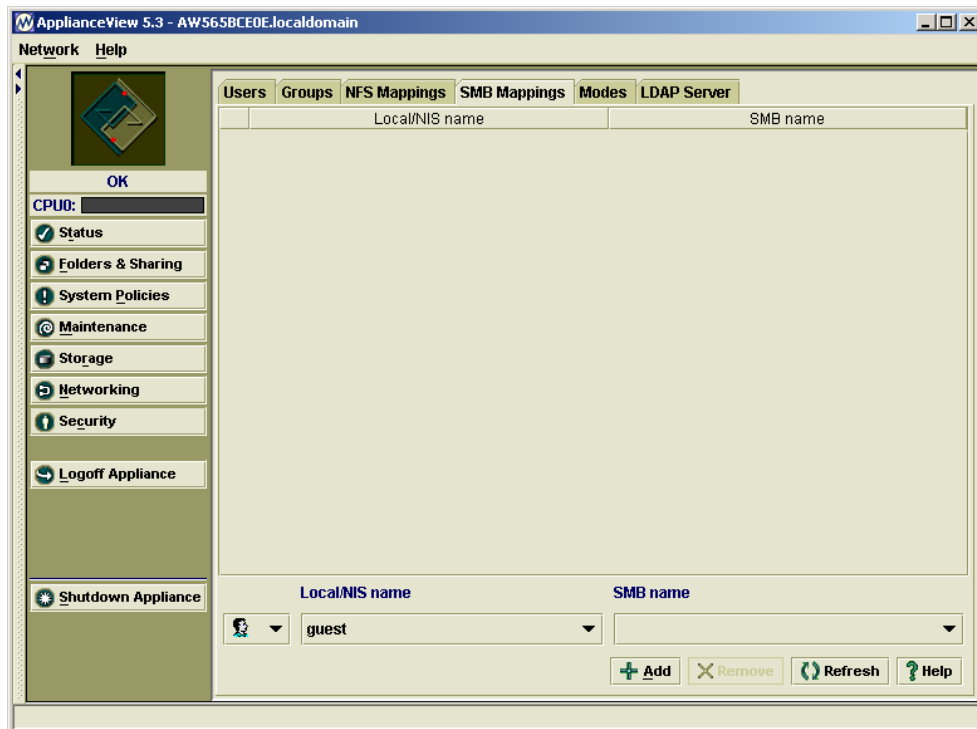 ApplianceView 5.3 - AW565BCE0E.localdomain
Network Help
Users Groups NFS Mappings SMB Mappings Modes LDAP Server
Local/NIS name SMB name
OK
CPU0:
Status
Folders & Sharing
System Policies
Maintenance
Storage
Networking
Security
Logoff Appliance
Shutdown Appliance
Local/NIS name SMB name
guest
Add Remove Refresh Help